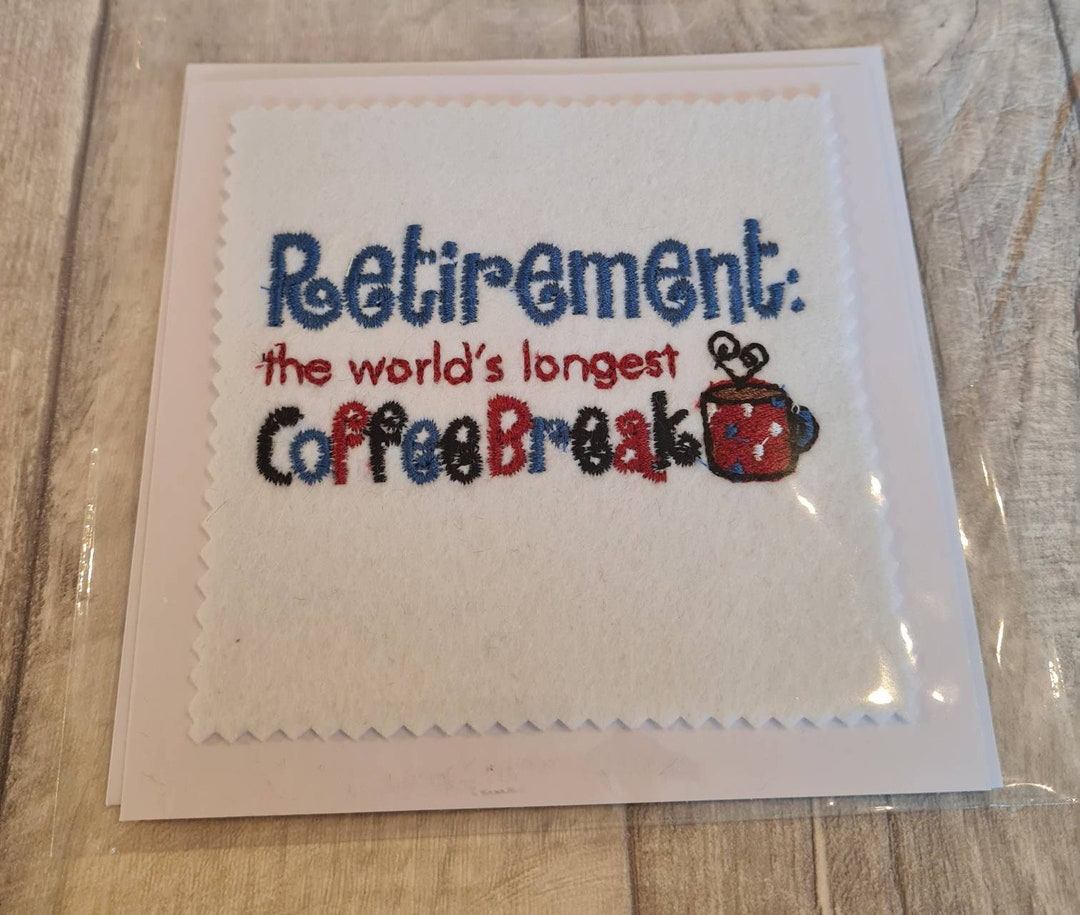 Retirement:
the world's longest
CoffeeBreak